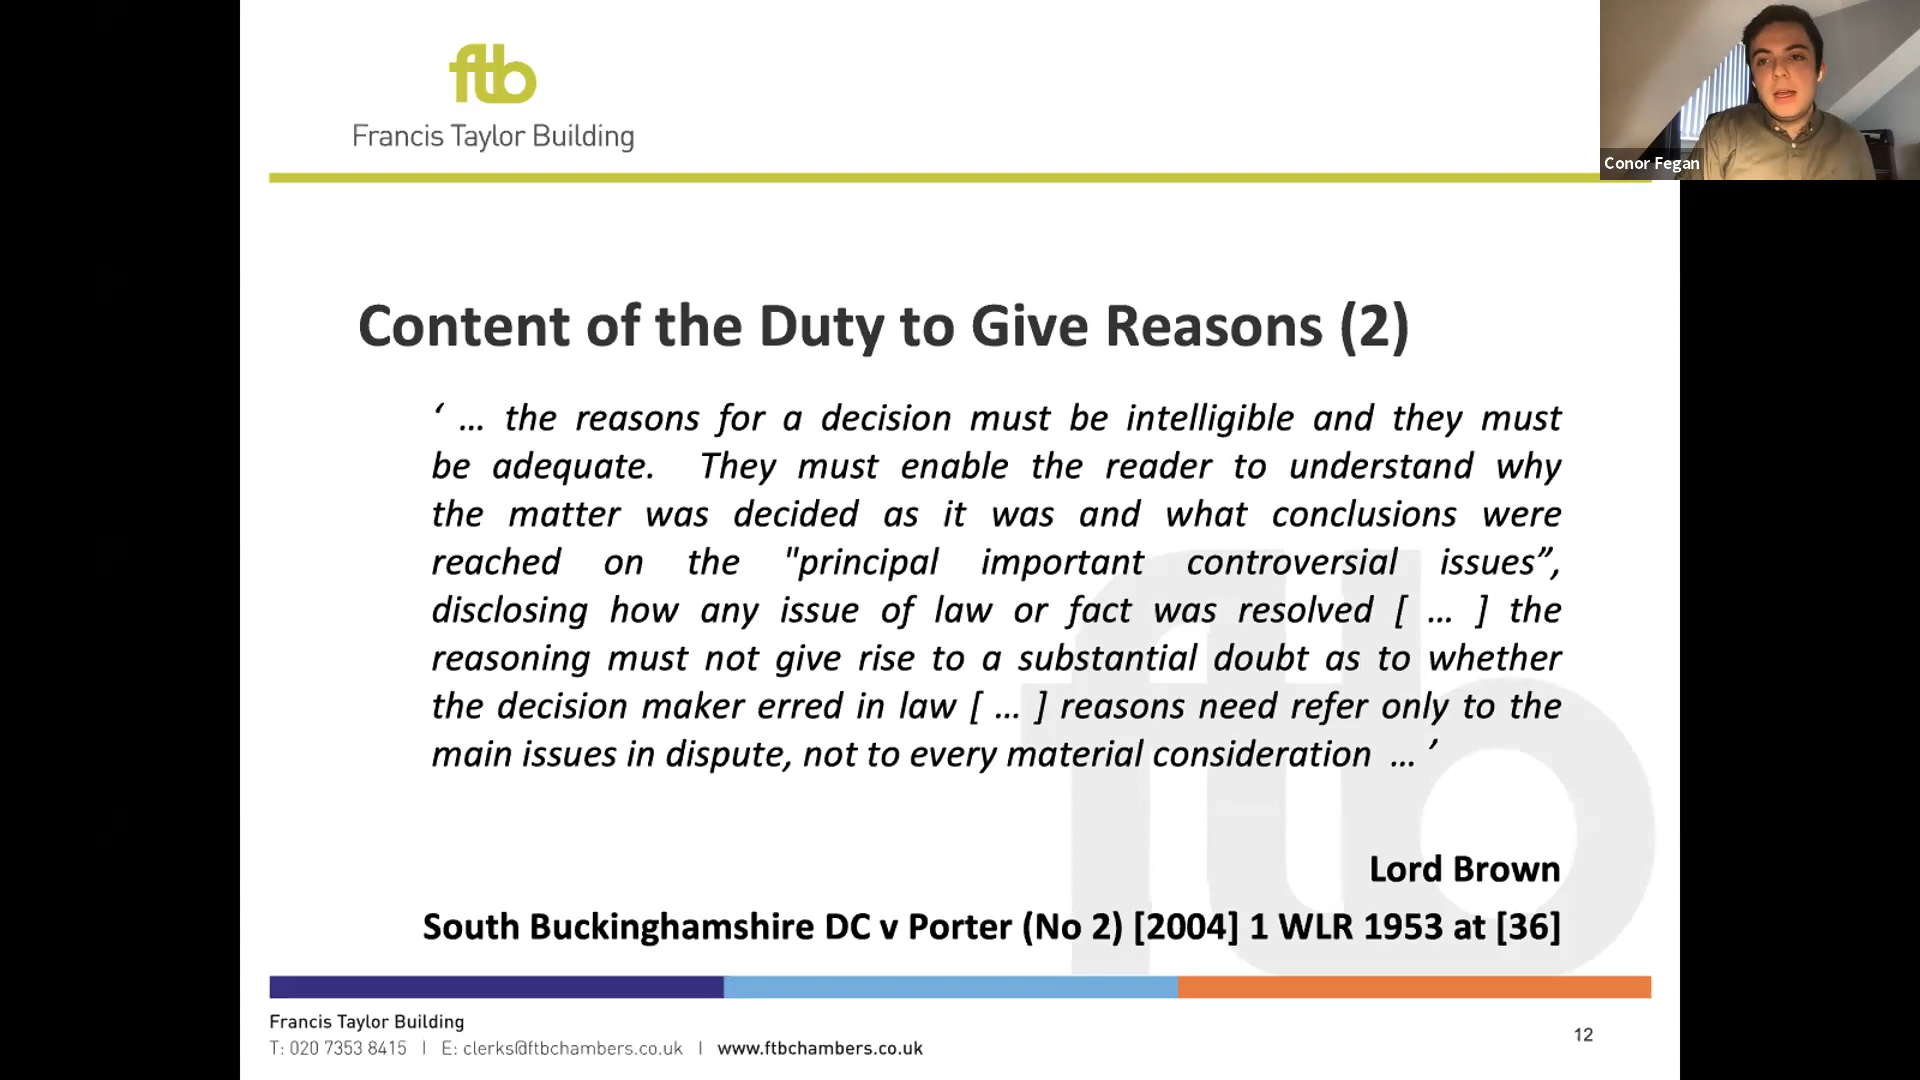 ftb
Francis Taylor Building
Conor Fegan
Content of the Duty to Give Reasons (2)
‘ … the reasons for a decision must be intelligible and they must
be adequate. They must enable the reader to understand why
the matter was decided as it was and what conclusions were
reached on the "principal important controversial issues”,
disclosing how any issue of law or fact was resolved [ … ] the
reasoning must not give rise to a substantial doubt as to whether
the decision maker erred in law [ … ] reasons need refer only to the
main issues in dispute, not to every material consideration … ’
Lord Brown
South Buckinghamshire DC v Porter (No 2) [2004] 1 WLR 1953 at [36]
ftb
Francis Taylor Building
T: 020 7353 8415 | E: clerks@ftbchambers.co.uk | www.ftbchambers.co.uk
12